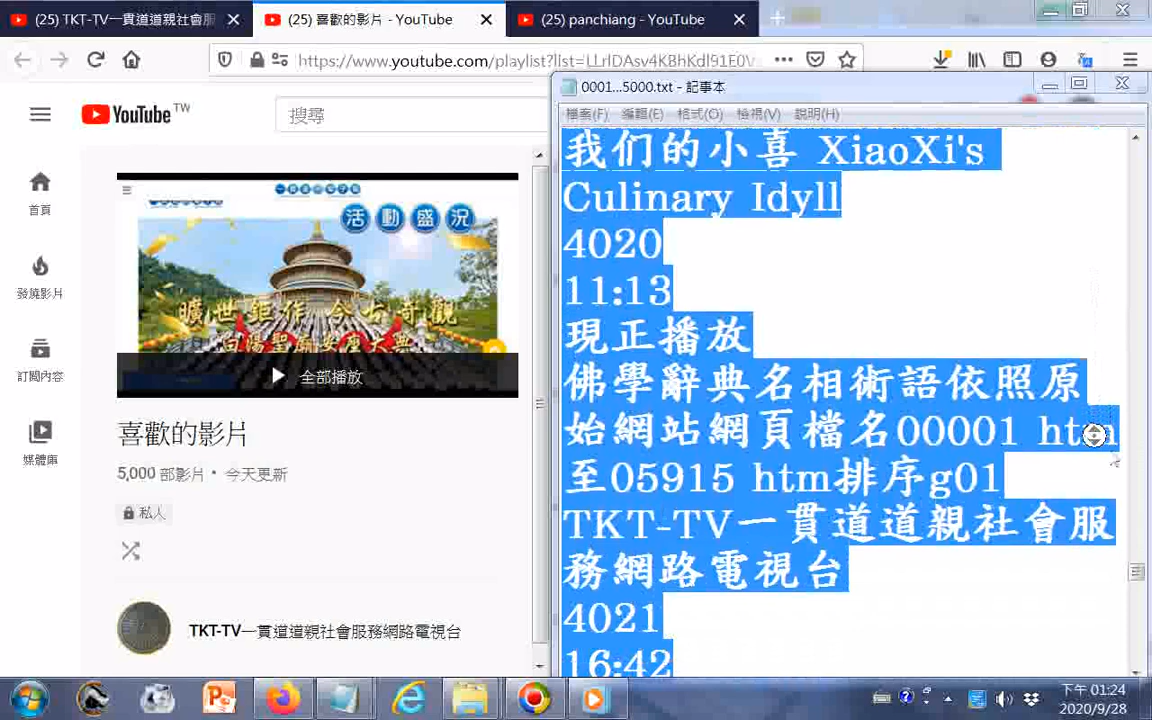 (25) TKT-TV一貫道道親社會服
(25) 喜歡的影片 - YouTube
(25) panchiang - YouTube
https://www.youtube.com/playlist?list=LLrIDAsv4KBhKdl91E0V
YouTube TW
搜尋
首頁
發燒影片
訂閱內容
媒體庫
活動盛況
曠世鉅作 今古奇觀
白陽聖廟安座大典
全部播放
喜歡的影片
5,000 部影片・今天更新
私人
TKT-TV一貫道道親社會服務網路電視台
0001...5000.txt - 記事本
檔案(F) 編輯(E) 格式(O) 檢視(V) 說明(H)
我们的小喜 XiaoXi's
Culinary Idyll
4020
11:13
現正播放
佛學辭典名相術語依照原
始網站網頁檔名00001 htm
至05915 htm排序g01
TKT-TV一貫道道親社會服
務網路電視台
4021
16:42
下午 01:24
2020/9/28